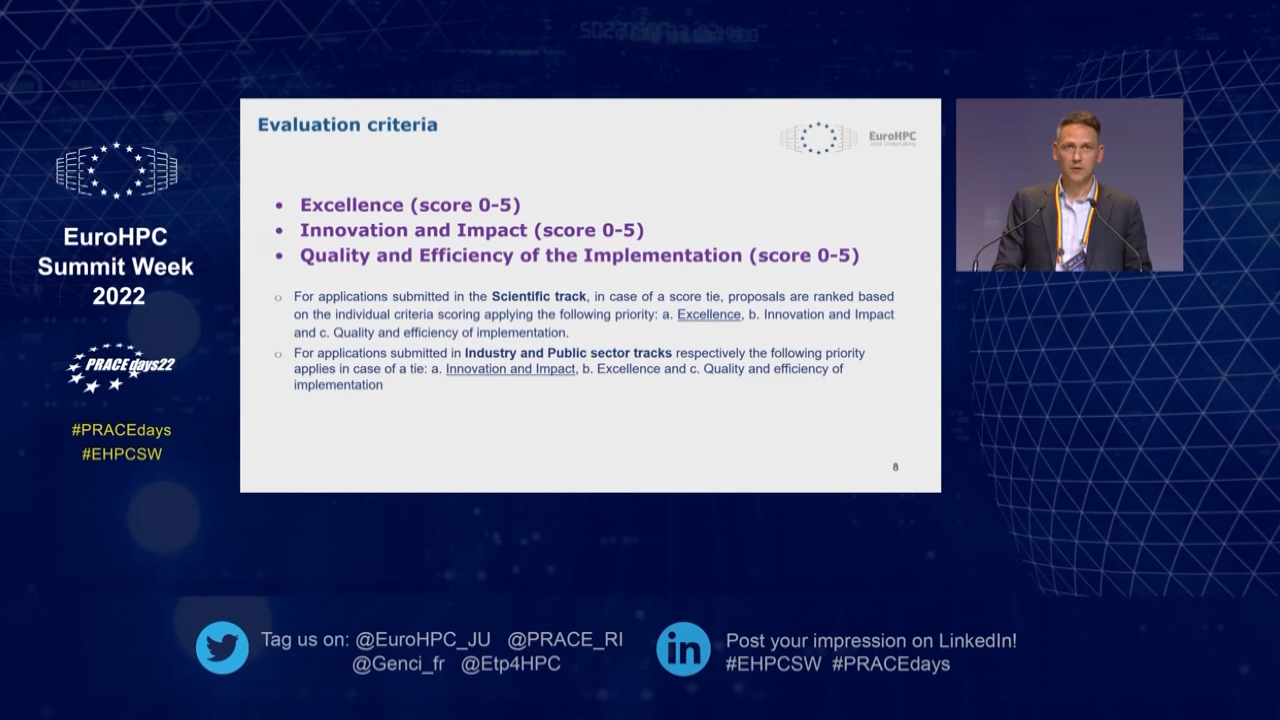 EuroHPC
Summit Week
2022
PRACEdays22
#PRACEdays
#EHPCSW
Evaluation criteria
EuroHPC
Joint Undertaking
• Excellence (score 0-5)
• Innovation and Impact (score 0-5)
• Quality and Efficiency of the Implementation (score 0-5)
o For applications submitted in the Scientific track, in case of a score tie, proposals are ranked based
on the individual criteria scoring applying the following priority: a. Excellence, b. Innovation and Impact
and c. Quality and efficiency of implementation.
o For applications submitted in Industry and Public sector tracks respectively the following priority
applies in case of a tie: a. Innovation and Impact, b. Excellence and c. Quality and efficiency of
implementation
8
Tag us on: @EuroHPC_JU @PRACE_RI
@Genci_fr @Etp4HPC
in
Post your impression on LinkedIn!
#EHPCSW #PRACEdays